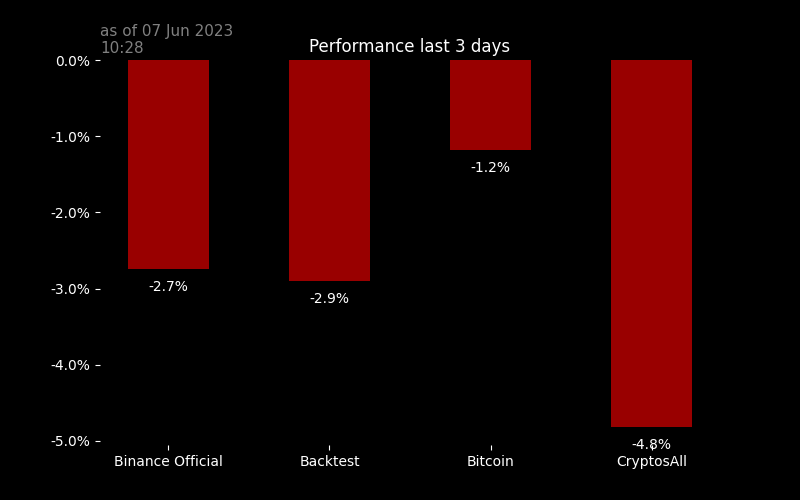 as of 07 Jun 2023
10:28
Performance last 3 days
0.0%
-1.0%
-2.0%
-3.0%
-4.0%
-5.0%
-2.7%
-2.9%
-1.2%
-4.8%
Binance Official
Backtest
Bitcoin
CryptosAll